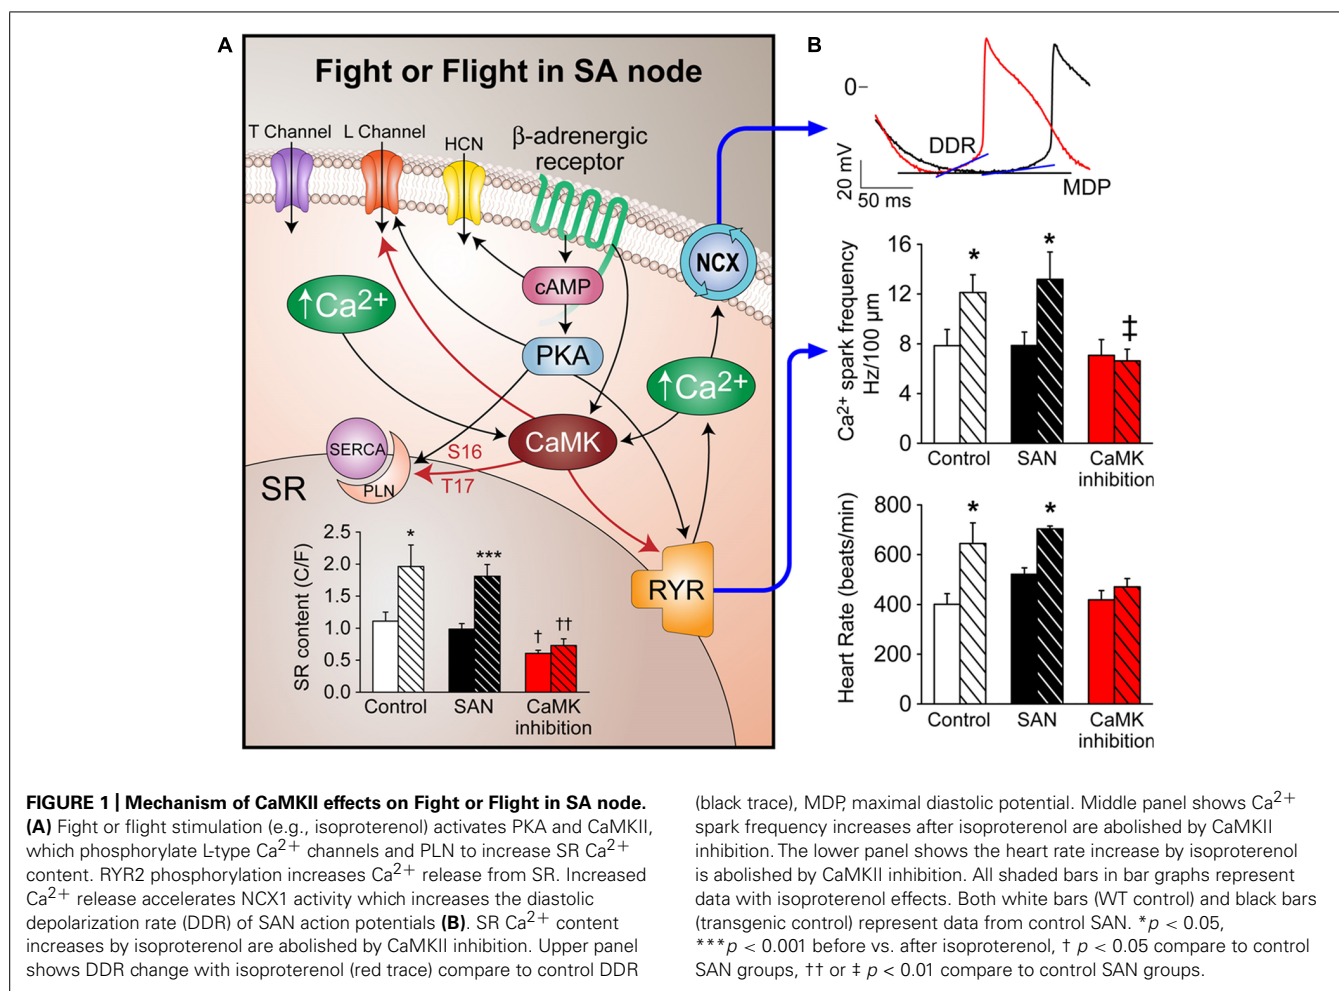 A
Fight or Flight in SA node
T Channel
L Channel
HCN
β-adrenergic
receptor
cAMP
PKA
NCX
↑Ca2+
↑Ca2+
CaMK
SERCA
PLN
S16
T17
SR
RYR
SR content (C/F)
2.5
2.0
1.5
1.0
0.5
0.0
*
***
†
††
Control
SAN
CaMK
inhibition
B
0
DDR
MDP
20 mV
50 ms
Ca2+ spark frequency
Hz/100 µm
16
12
8
4
0
*
*
‡
Control
SAN
CaMK
inhibition
Heart Rate (beats/min)
800
600
400
200
0
*
*
Control
SAN
CaMK
inhibition
FIGURE 1 | Mechanism of CaMKII effects on Fight or Flight in SA node.
(A) Fight or flight stimulation (e.g., isoproterenol) activates PKA and CaMKII,
which phosphorylate L-type Ca2+ channels and PLN to increase SR Ca2+
content. RYR2 phosphorylation increases Ca2+ release from SR. Increased
Ca2+ release accelerates NCX1 activity which increases the diastolic
depolarization rate (DDR) of SAN action potentials (B). SR Ca2+ content
increases by isoproterenol are abolished by CaMKII inhibition. Upper panel
shows DDR change with isoproterenol (red trace) compare to control DDR
(black trace), MDP, maximal diastolic potential. Middle panel shows Ca2+
spark frequency increases after isoproterenol are abolished by CaMKII
inhibition. The lower panel shows the heart rate increase by isoproterenol
is abolished by CaMKII inhibition. All shaded bars in bar graphs represent
data with isoproterenol effects. Both white bars (WT control) and black bars
(transgenic control) represent data from control SAN. *p < 0.05,
***p < 0.001 before vs. after isoproterenol, † p < 0.05 compare to control
SAN groups, †† or ‡ p < 0.01 compare to control SAN groups.